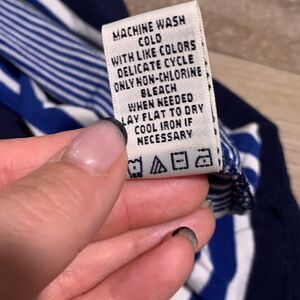 MACHINE WASH
COLD
WITH LIKE COLORS
DELICATE CYCLE
ONLY NON-CHLORINE
BLEACH
WHEN NEEDED
LAY FLAT TO DRY
COOL IRON IF
NECESSARY